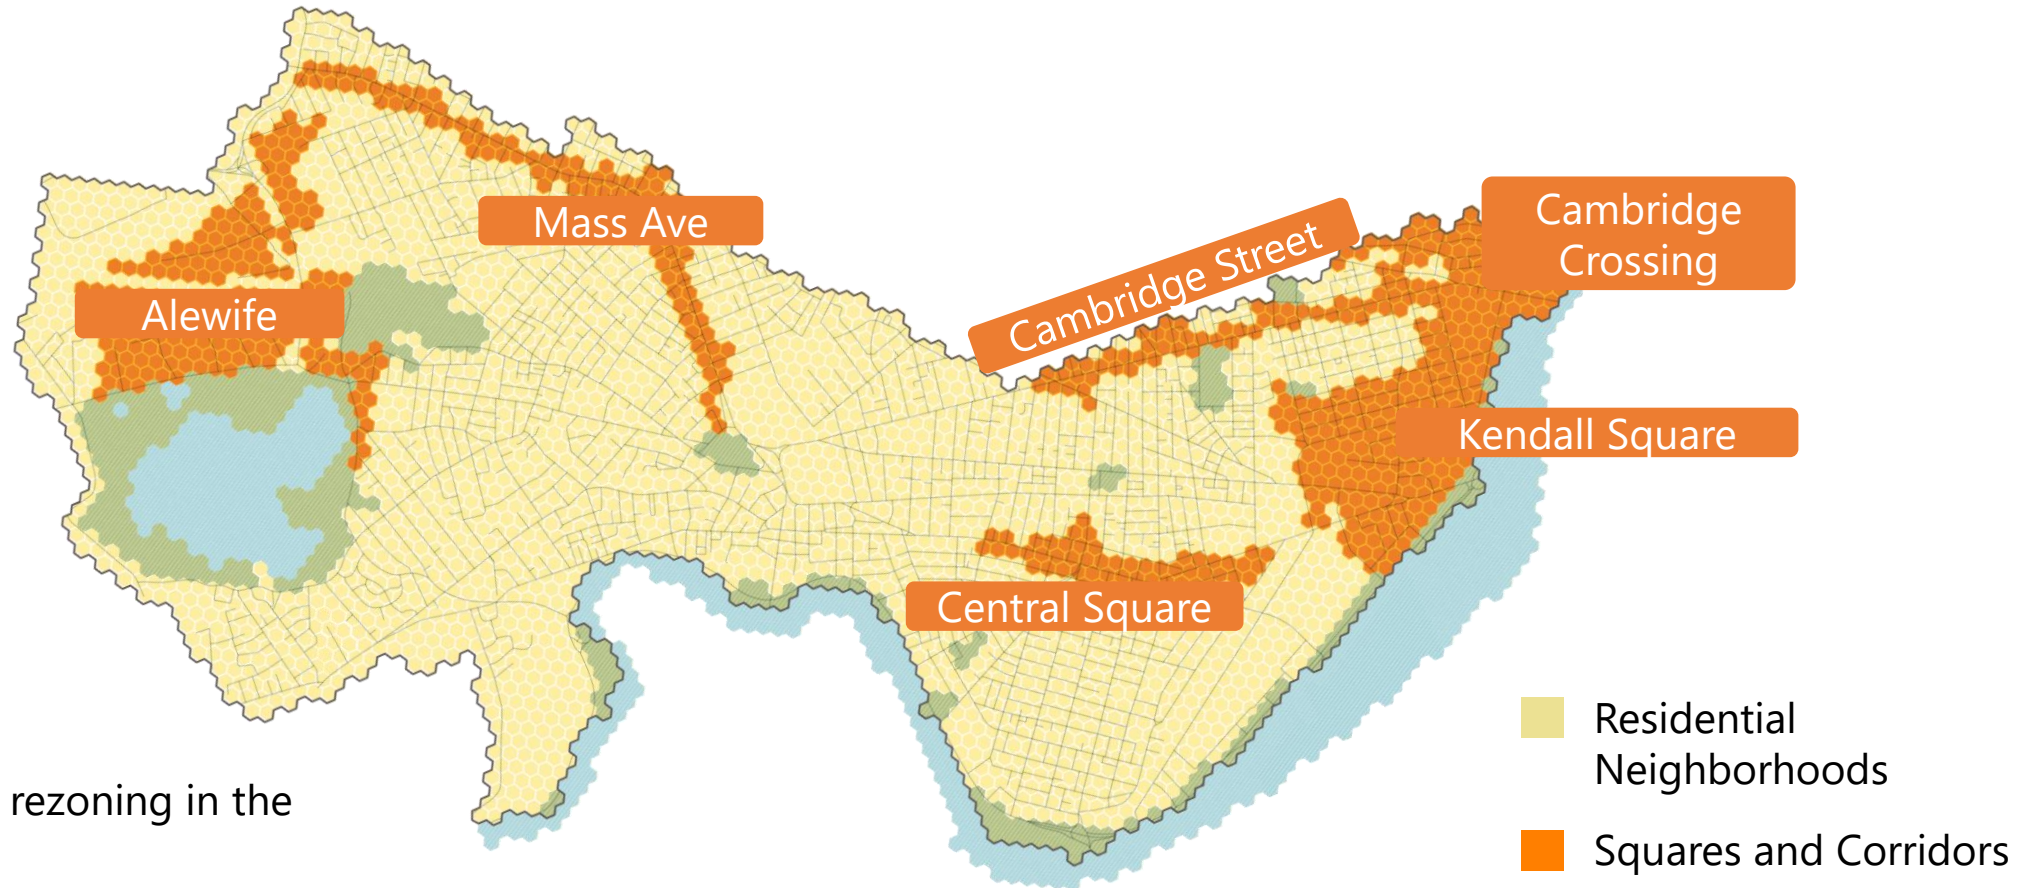 Mass Ave
Cambridge
Crossing
Cambridge Street
Alewife
Kendall Square
Central Square
Residential
Neighborhoods
rezoning in the
Squares and Corridors